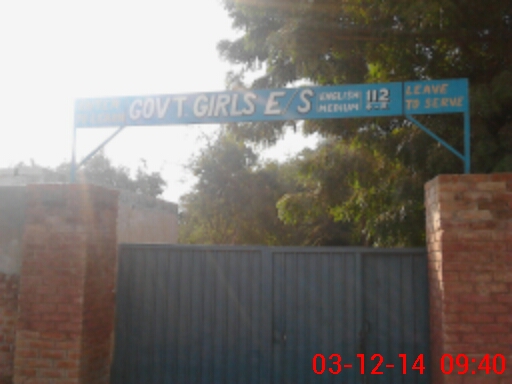 GOVT. GIRLS E/S
ENGLISH
MEDIUM
112
LEAVE
TO SERVE
03-12-14 09:40